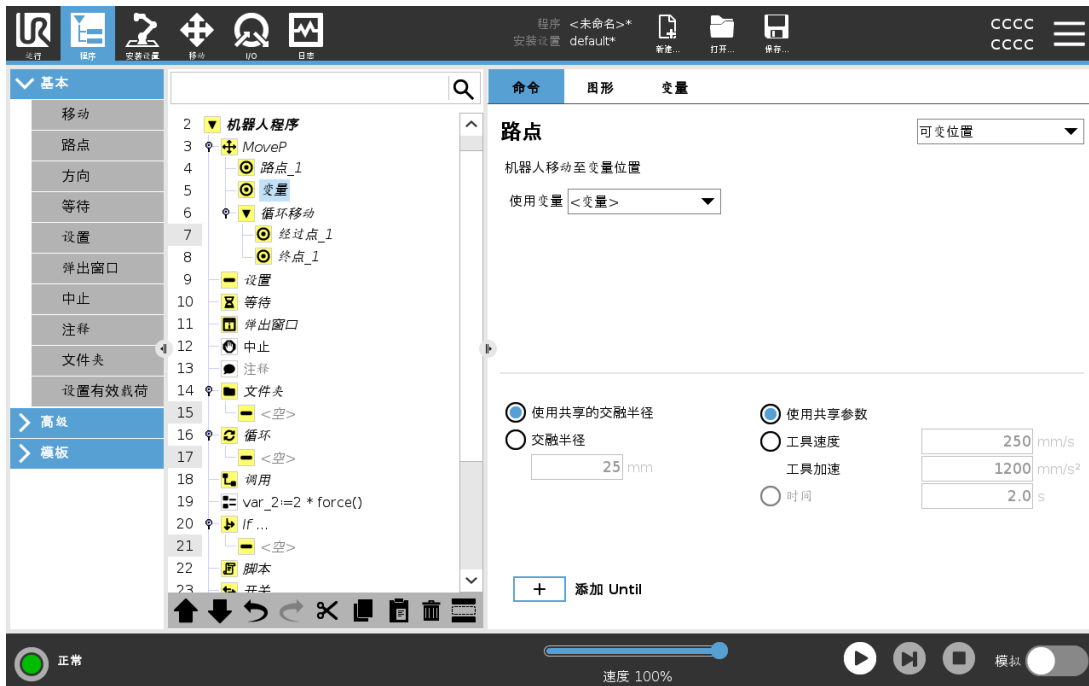 UR
运行
程序
安装设置
移动
I/O
日志
程序 <未命名>*
安装设置 default*
新建...
打开...
保存...
CCCC
CCCC
基本
移动
路点
方向
等待
设置
弹出窗口
中止
注释
文件夹
设置有效载荷
高级
模板
2 机器人程序
3 MoveP
4 路点_1
5 变量
6 循环移动
7 经过点_1
8 终点_1
9 设置
10 等待
11 弹出窗口
12 中止
13 注释
14 文件夹
15 <空>
16 循环
17 <空>
18 调用
19 var_2:=2 * force()
20 If ...
21 <空>
22 脚本
23 开关
命令
图形
变量
路点
可变位置
机器人移动至变量位置
使用变量 <变量>
使用共享的交融半径
交融半径
25 mm
使用共享参数
工具速度 250 mm/s
工具加速 1200 mm/s²
时间 2.0 s
+ 添加 Until
正常
速度 100%
模拟